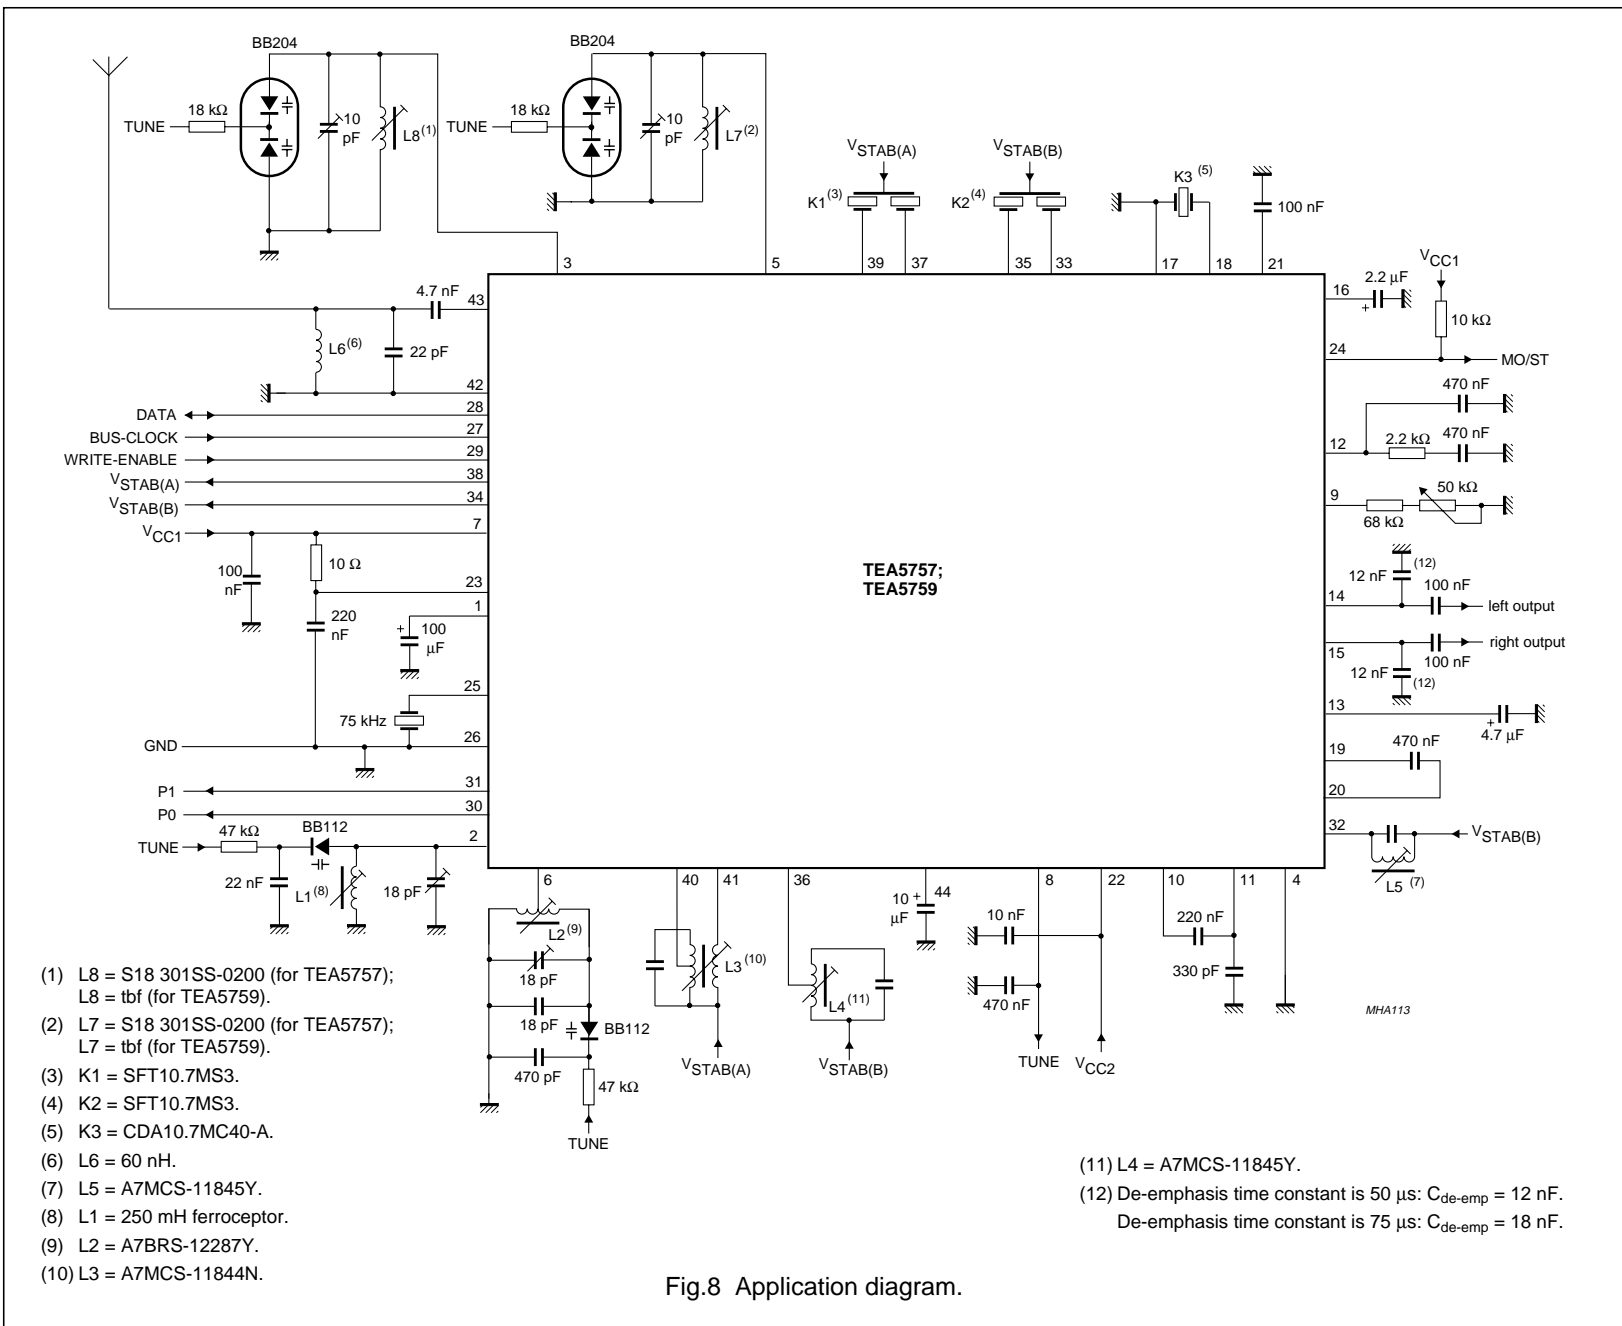 BB204
BB204
TUNE
18 kΩ
10 pF
L8(1)
TUNE
18 kΩ
10 pF
L7(2)
VSTAB(A)
K1(3)
VSTAB(B)
K2(4)
K3 (5)
100 nF
3
5
39
37
35
33
17
18
21
VCC1
4.7 nF
43
L6(6)
22 pF
42
DATA
28
BUS-CLOCK
27
WRITE-ENABLE
29
VSTAB(A)
38
VSTAB(B)
34
VCC1
7
100 nF
10 Ω
23
220 nF
1
+
100 μF
25
75 kHz
GND
26
P1
31
P0
30
TUNE
47 kΩ
BB112
2
22 nF
L1(8)
18 pF
TEA5757;
TEA5759
16
2.2 μF
+
10 kΩ
24
MO/ST
470 nF
12
2.2 kΩ
470 nF
9
68 kΩ
50 kΩ
12 nF
(12)
14
100 nF
left output
15
100 nF
right output
12 nF
(12)
13
+
4.7 μF
19
470 nF
20
32
VSTAB(B)
L5 (7)
6
40
41
36
44
8
22
10
11
4
L2(9)
18 pF
18 pF
BB112
470 pF
47 kΩ
TUNE
L3 (10)
VSTAB(A)
L4(11)
VSTAB(B)
10 μF
+
10 nF
470 nF
TUNE
VCC2
220 nF
330 pF
MHA113
(1) L8 = S18 301SS-0200 (for TEA5757);
L8 = tbf (for TEA5759).
(2) L7 = S18 301SS-0200 (for TEA5757);
L7 = tbf (for TEA5759).
(3) K1 = SFT10.7MS3.
(4) K2 = SFT10.7MS3.
(5) K3 = CDA10.7MC40-A.
(6) L6 = 60 nH.
(7) L5 = A7MCS-11845Y.
(8) L1 = 250 mH ferroceptor.
(9) L2 = A7BRS-12287Y.
(10) L3 = A7MCS-11844N.
(11) L4 = A7MCS-11845Y.
(12) De-emphasis time constant is 50 μs: Cde-emp = 12 nF.
De-emphasis time constant is 75 μs: Cde-emp = 18 nF.
Fig.8 Application diagram.